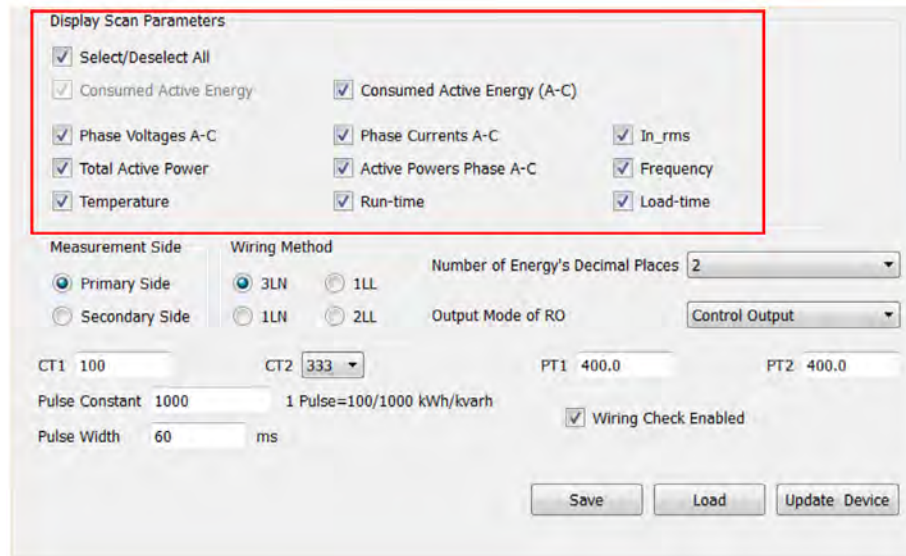 Display Scan Parameters
Select/Deselect All
Consumed Active Energy Consumed Active Energy (A-C)
Phase Voltages A-C Phase Currents A-C In_rms
Total Active Power Active Powers Phase A-C Frequency
Temperature Run-time Load-time
Measurement Side Wiring Method
Number of Energy's Decimal Places 2
Primary Side 3LN 1LL
Secondary Side 1LN 2LL Output Mode of RO Control Output
CT1 100 CT2 333 PT1 400.0 PT2 400.0
Pulse Constant 1000 1 Pulse=100/1000 kWh/kvarh
Wiring Check Enabled
Pulse Width 60 ms
Save Load Update Device